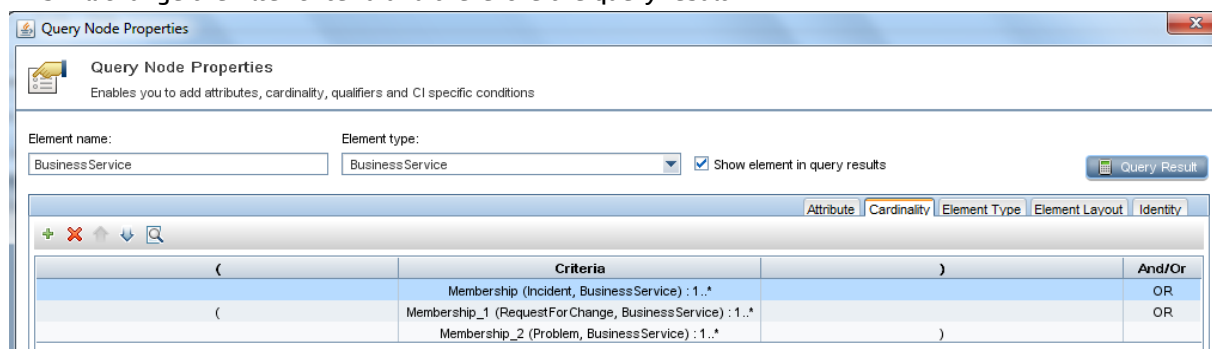 Query Node Properties
Query Node Properties
Enables you to add attributes, cardinality, qualifiers and CI specific conditions
Element name:
Element type:
BusinessService
BusinessService
Show element in query results
Query Result
Attribute Cardinality Element Type Element Layout Identity
( Criteria ) And/Or
Membership (Incident, BusinessService) : 1..* OR
( Membership_1 (RequestForChange, BusinessService) : 1..* OR
Membership_2 (Problem, BusinessService) : 1..* )